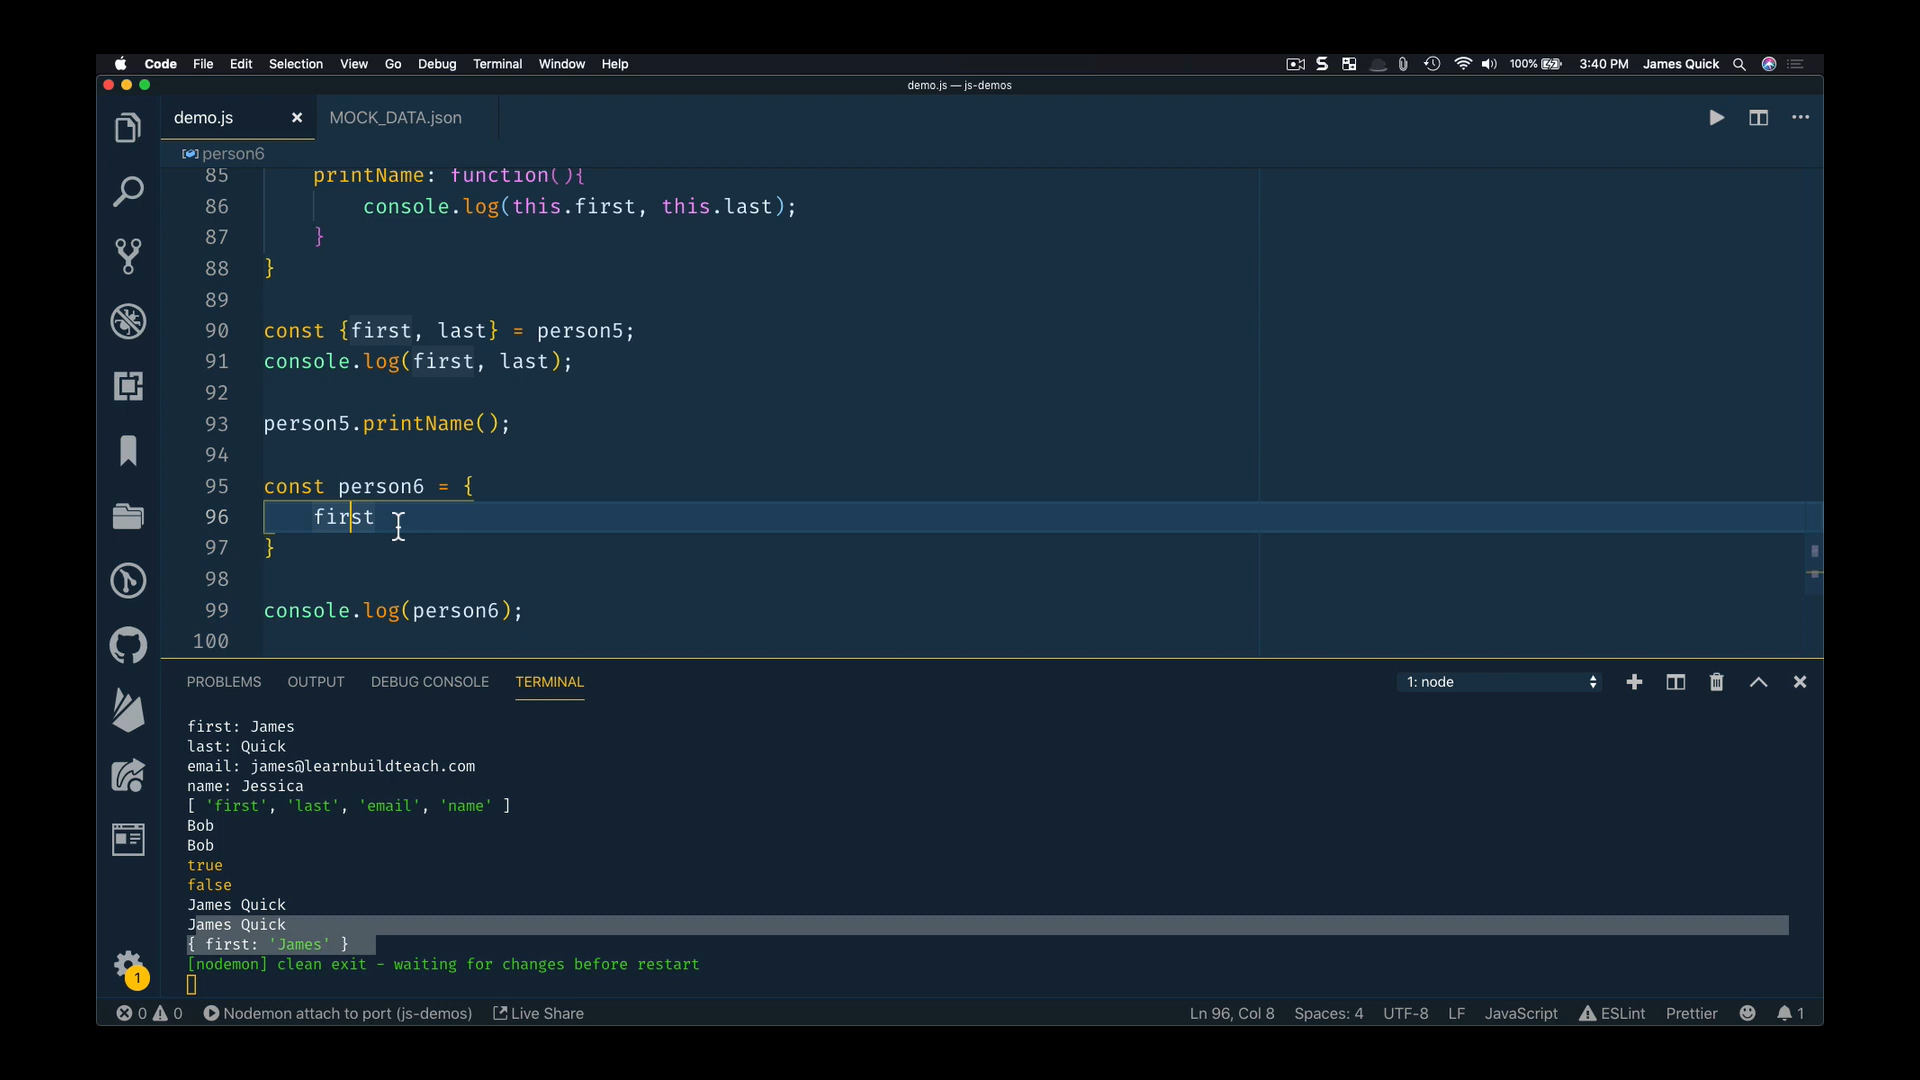 Code File Edit Selection View Go Debug Terminal Window Help 100% 3:40 PM James Quick
demo.js — js-demos
demo.js MOCK_DATA.json
person6
85 printName: function(){
86 console.log(this.first, this.last);
87 }
88 }
89
90 const {first, last} = person5;
91 console.log(first, last);
92
93 person5.printName();
94
95 const person6 = {
96 first
97 }
98
99 console.log(person6);
100
PROBLEMS OUTPUT DEBUG CONSOLE TERMINAL 1: node
first: James
last: Quick
email: james@learnbuildteach.com
name: Jessica
[ 'first', 'last', 'email', 'name' ]
Bob
Bob
true
false
James Quick
James Quick
{ first: 'James' }
[nodemon] clean exit - waiting for changes before restart
1
0 0 Nodemon attach to port (js-demos) Live Share Ln 96, Col 8 Spaces: 4 UTF-8 LF JavaScript ESLint Prettier 1